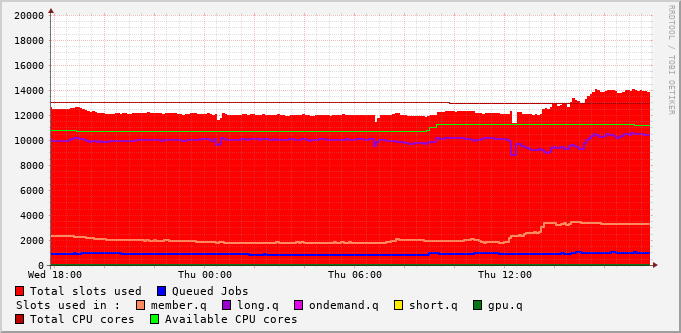 20000
18000
16000
14000
12000
10000
8000
6000
4000
2000
0
Wed 18:00 Thu 00:00 Thu 06:00 Thu 12:00
Total slots used Queued Jobs
Slots used in : member.q long.q ondemand.q short.q gpu.q
Total CPU cores Available CPU cores
RRDTOOL / TOBI OETIKER